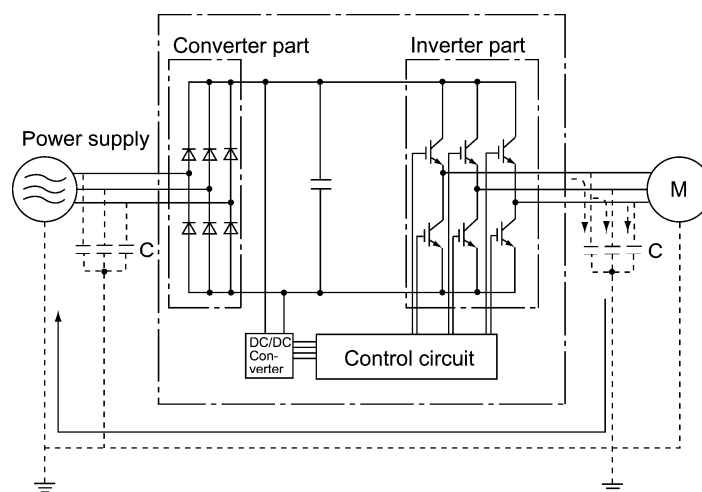 Converter part
Inverter part
Power supply
M
C
C
DC/DC
Con-
verter
Control circuit